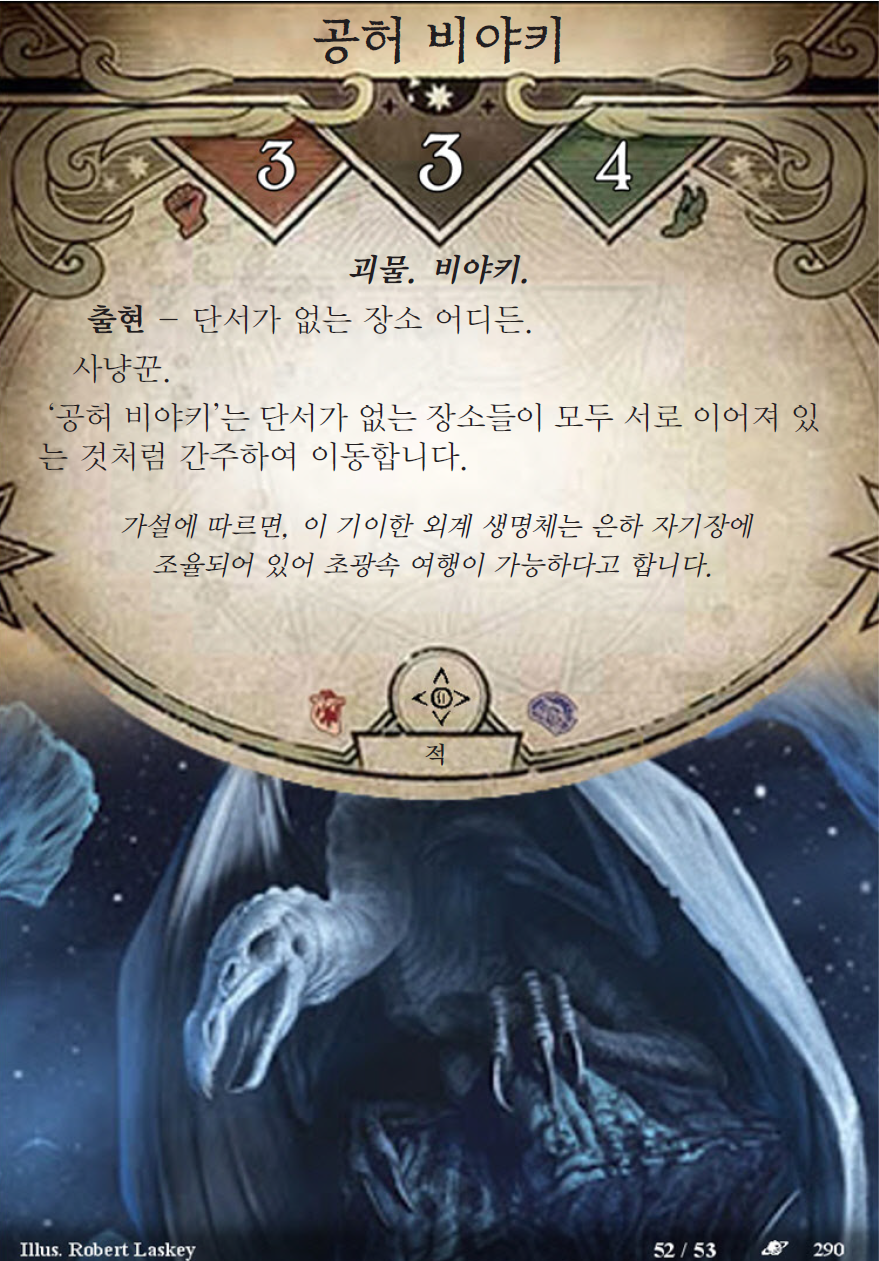 공허 비야키
3 3 4
괴물. 비야키.
출현 – 단서가 없는 장소 어디든.
사냥꾼.
‘공허 비야키’는 단서가 없는 장소들이 모두 서로 이어져 있
는 것처럼 간주하여 이동합니다.
가설에 따르면, 이 기이한 외계 생명체는 은하 자기장에
조율되어 있어 초광속 여행이 가능하다고 합니다.
적
Illus. Robert Laskey 52 / 53 290